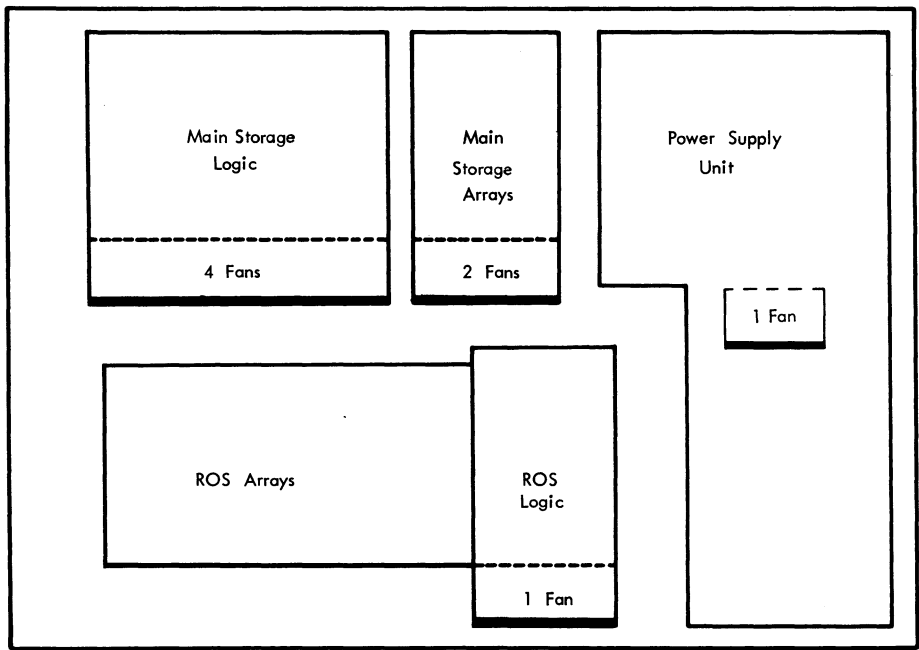 Main Storage
Logic
4 Fans
Main
Storage
Arrays
2 Fans
Power Supply
Unit
1 Fan
ROS Arrays
ROS
Logic
1 Fan